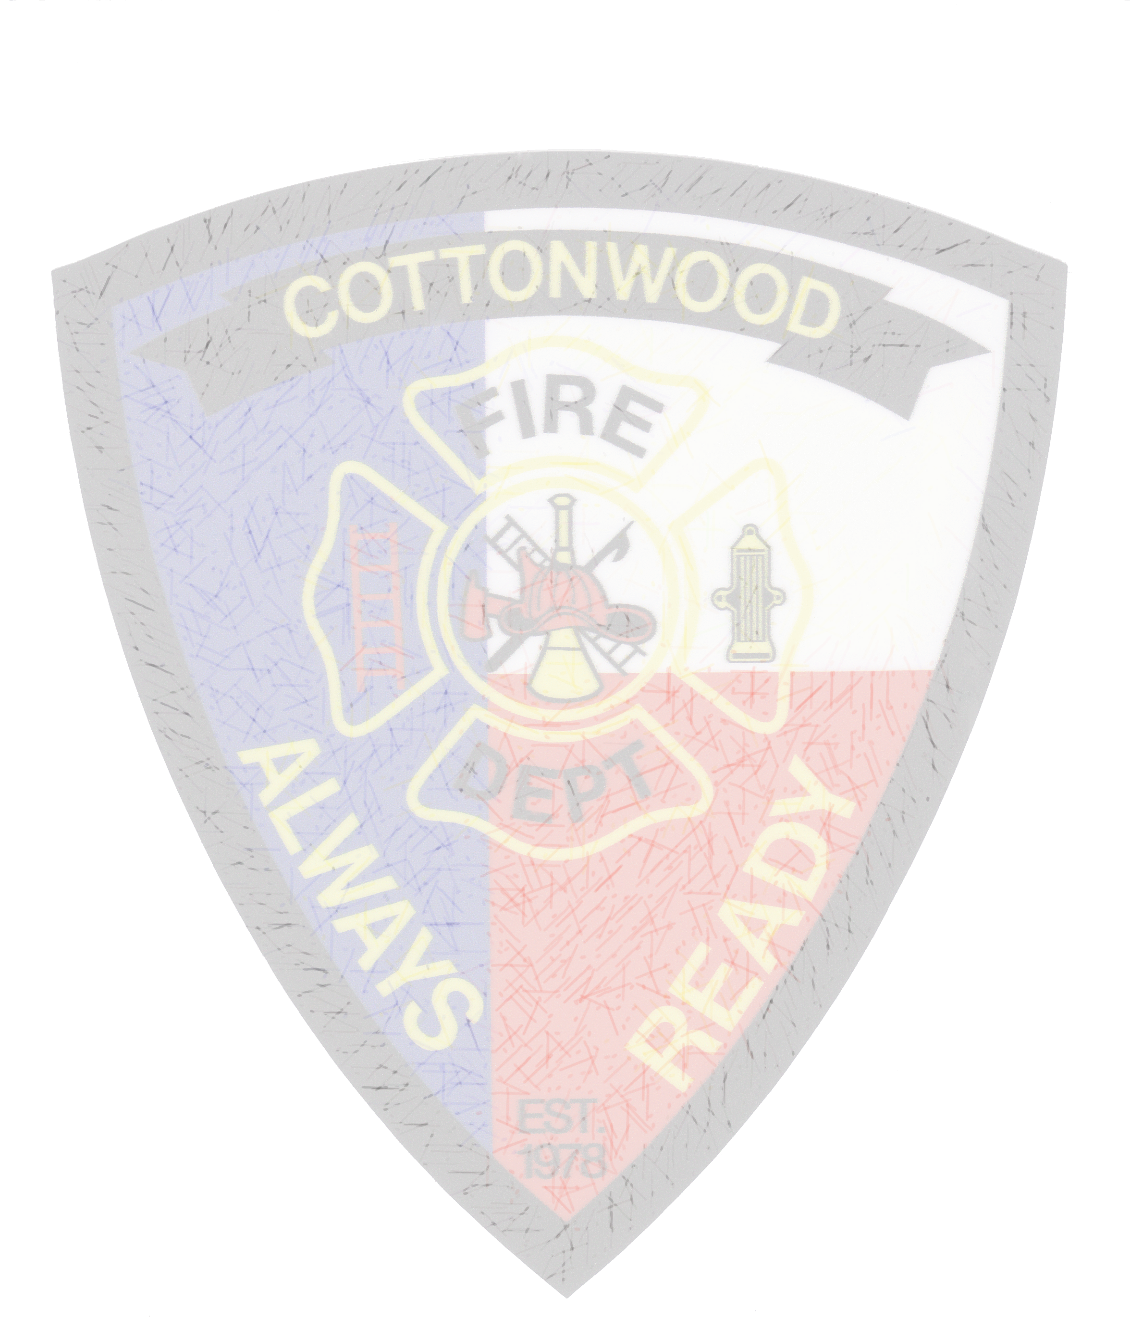 COTTONWOOD
FIRE
DEPT
ALWAYS
READY
EST.
1978